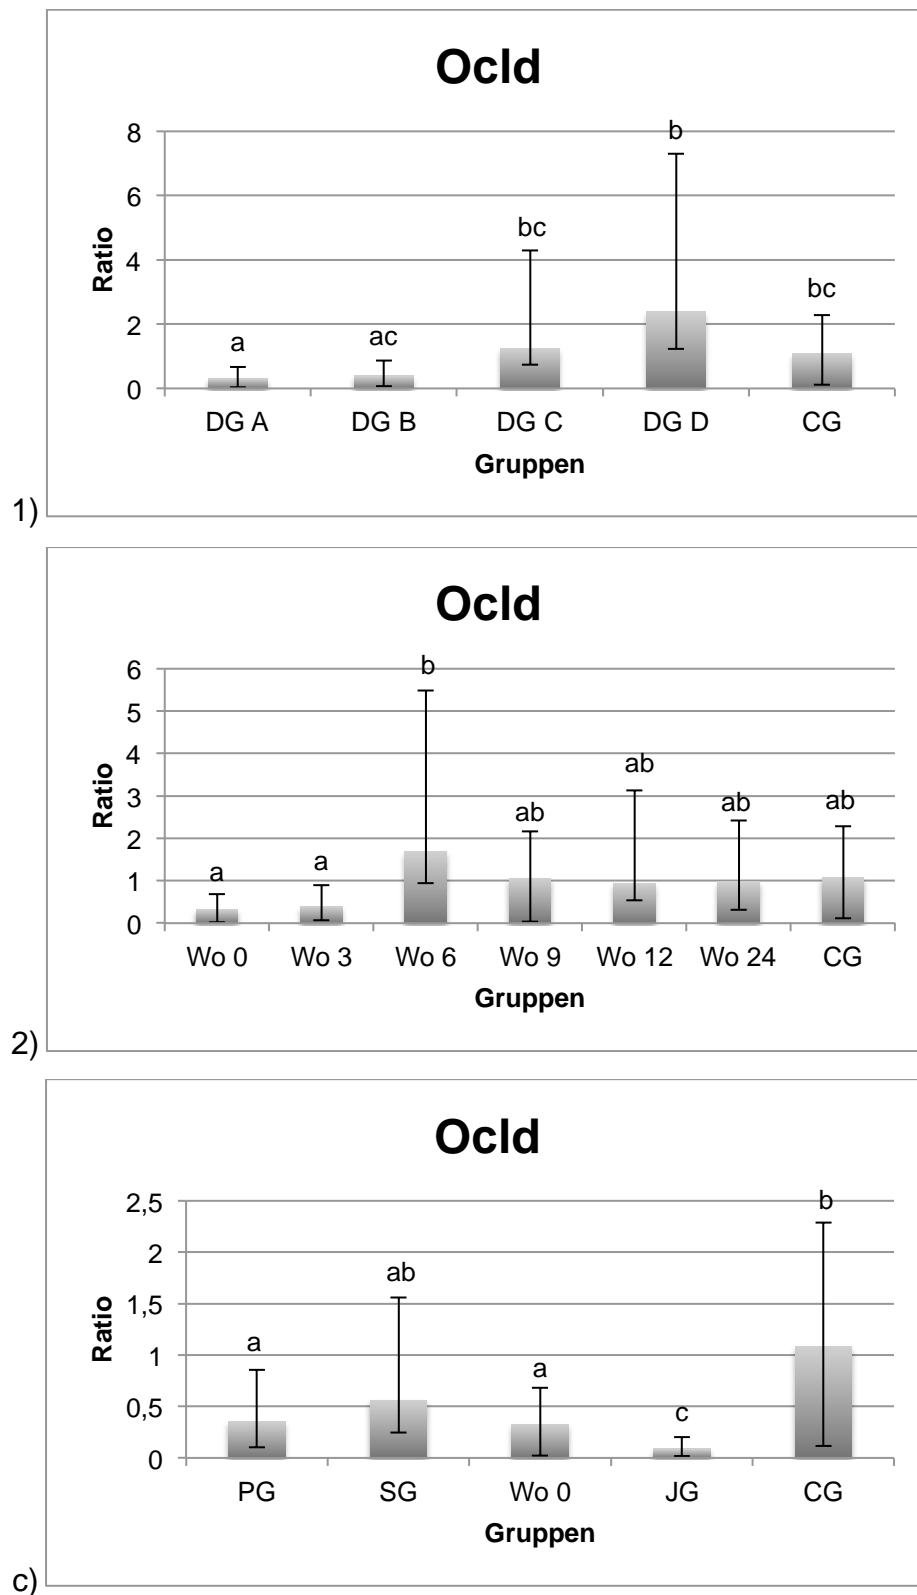 Ocld
8
6
4
2
0
Ratio
a
ac
bc
b
bc
DG A DG B DG C DG D CG
Gruppen
1)
Ocld
6
5
4
3
2
1
0
Ratio
a
a
b
ab
ab
ab
ab
Wo 0 Wo 3 Wo 6 Wo 9 Wo 12 Wo 24 CG
Gruppen
2)
Ocld
2,5
2
1,5
1
0,5
0
Ratio
a
ab
a
c
b
PG SG Wo 0 JG CG
Gruppen
c)